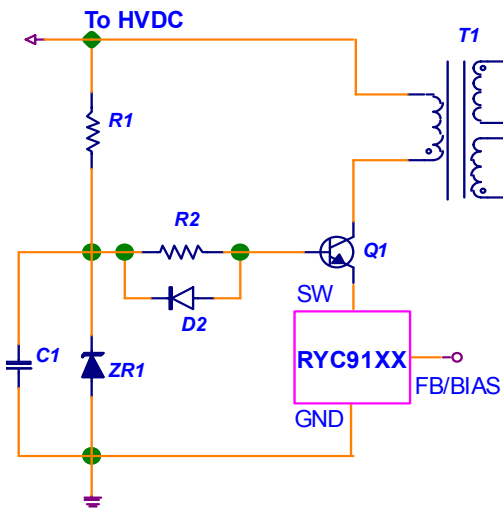 To HVDC
T1
R1
R2
Q1
SW
D2
RYC91XX
C1
ZR1
FB/BIAS
GND